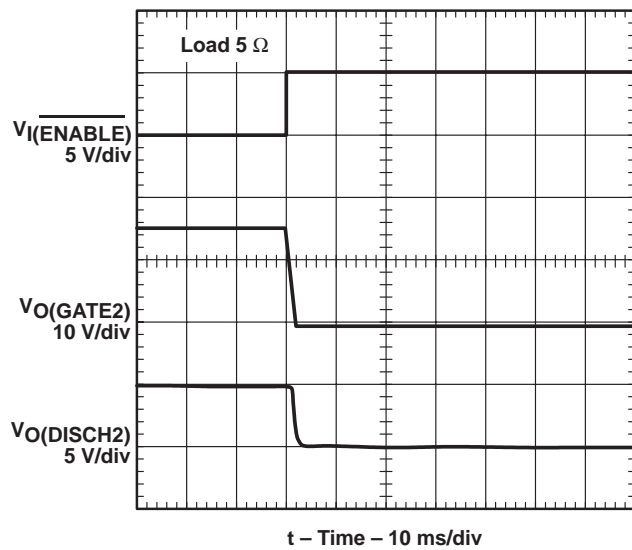 Load 5 Ω
VI(ENABLE)
5 V/div
VO(GATE2)
10 V/div
VO(DISCH2)
5 V/div
t – Time – 10 ms/div